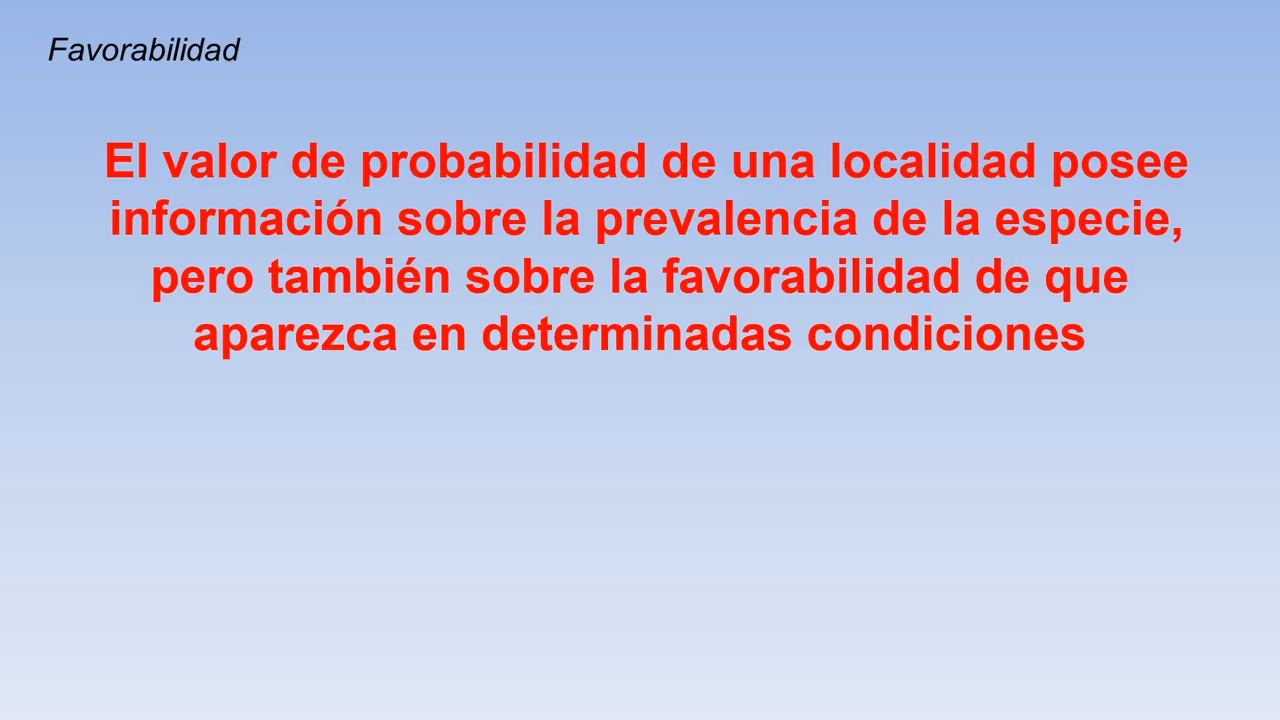 Favorabilidad
El valor de probabilidad de una localidad posee
información sobre la prevalencia de la especie,
pero también sobre la favorabilidad de que
aparezca en determinadas condiciones